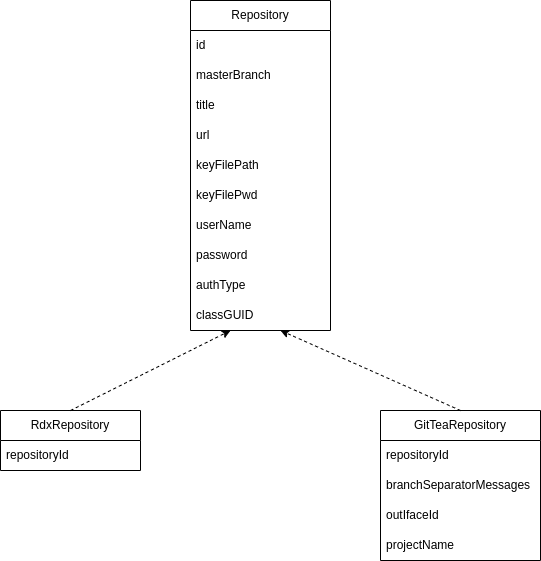 Repository
id
masterBranch
title
url
keyFilePath
keyFilePwd
userName
password
authType
classGUID
RdxRepository
repositoryId
GitTeaRepository
repositoryId
branchSeparatorMessages
outIfaceId
projectName